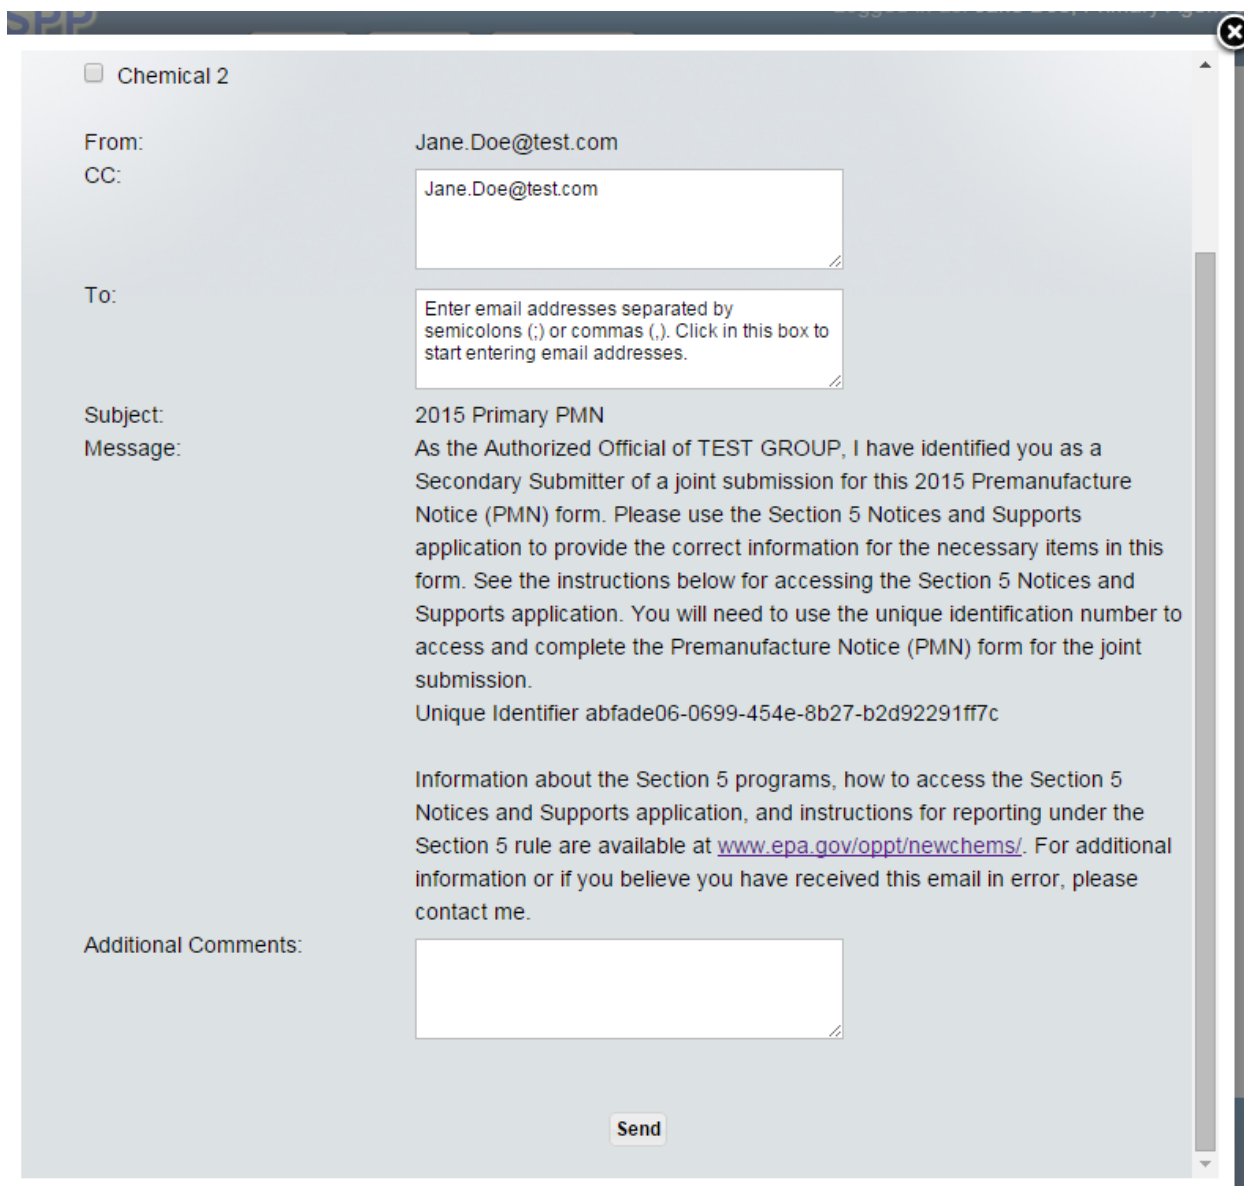 SPP
Chemical 2
From: Jane.Doe@test.com
CC: Jane.Doe@test.com
To: Enter email addresses separated by
semicolons (;) or commas (,). Click in this box to
start entering email addresses.
Subject: 2015 Primary PMN
Message: As the Authorized Official of TEST GROUP, I have identified you as a
Secondary Submitter of a joint submission for this 2015 Premanufacture
Notice (PMN) form. Please use the Section 5 Notices and Supports
application to provide the correct information for the necessary items in this
form. See the instructions below for accessing the Section 5 Notices and
Supports application. You will need to use the unique identification number to
access and complete the Premanufacture Notice (PMN) form for the joint
submission.
Unique Identifier abfade06-0699-454e-8b27-b2d92291ff7c
Information about the Section 5 programs, how to access the Section 5
Notices and Supports application, and instructions for reporting under the
Section 5 rule are available at www.epa.gov/oppt/newchems/. For additional
information or if you believe you have received this email in error, please
contact me.
Additional Comments:
Send